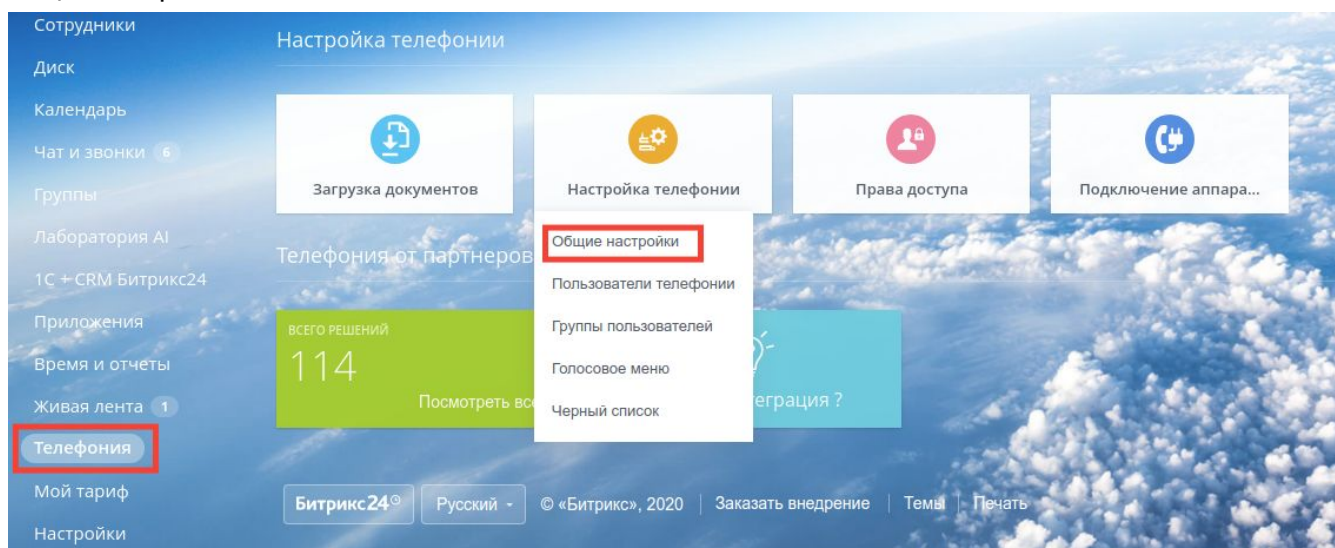 Сотрудники
Диск
Календарь
Чат и звонки 6
Группы
Лаборатория AI
1С + CRM Битрикс24
Приложения
Время и отчеты
Живая лента 1
Телефония
Мой тариф
Настройки
Настройка телефонии
Загрузка документов
Настройка телефонии
Права доступа
Подключение аппара...
Общие настройки
Пользователи телефонии
Группы пользователей
Голосовое меню
Черный список
Телефония от партнеров
ВСЕГО РЕШЕНИЙ
114
Посмотреть
Битрикс24
Русский
© «Битрикс», 2020
Заказать внедрение
Темы
Печать